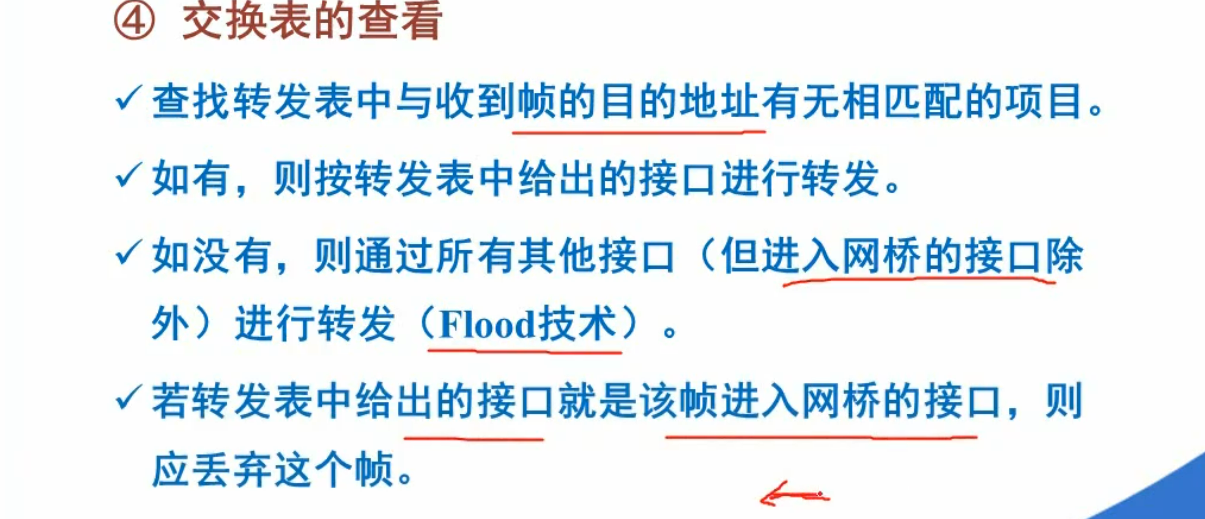 ④ 交换表的查看
✓查找转发表中与收到帧的目的地址有无相匹配的项目。
✓如有，则按转发表中给出的接口进行转发。
✓如没有，则通过所有其他接口（但进入网桥的接口除
外）进行转发（Flood技术）。
✓若转发表中给出的接口就是该帧进入网桥的接口，则
应丢弃这个帧。